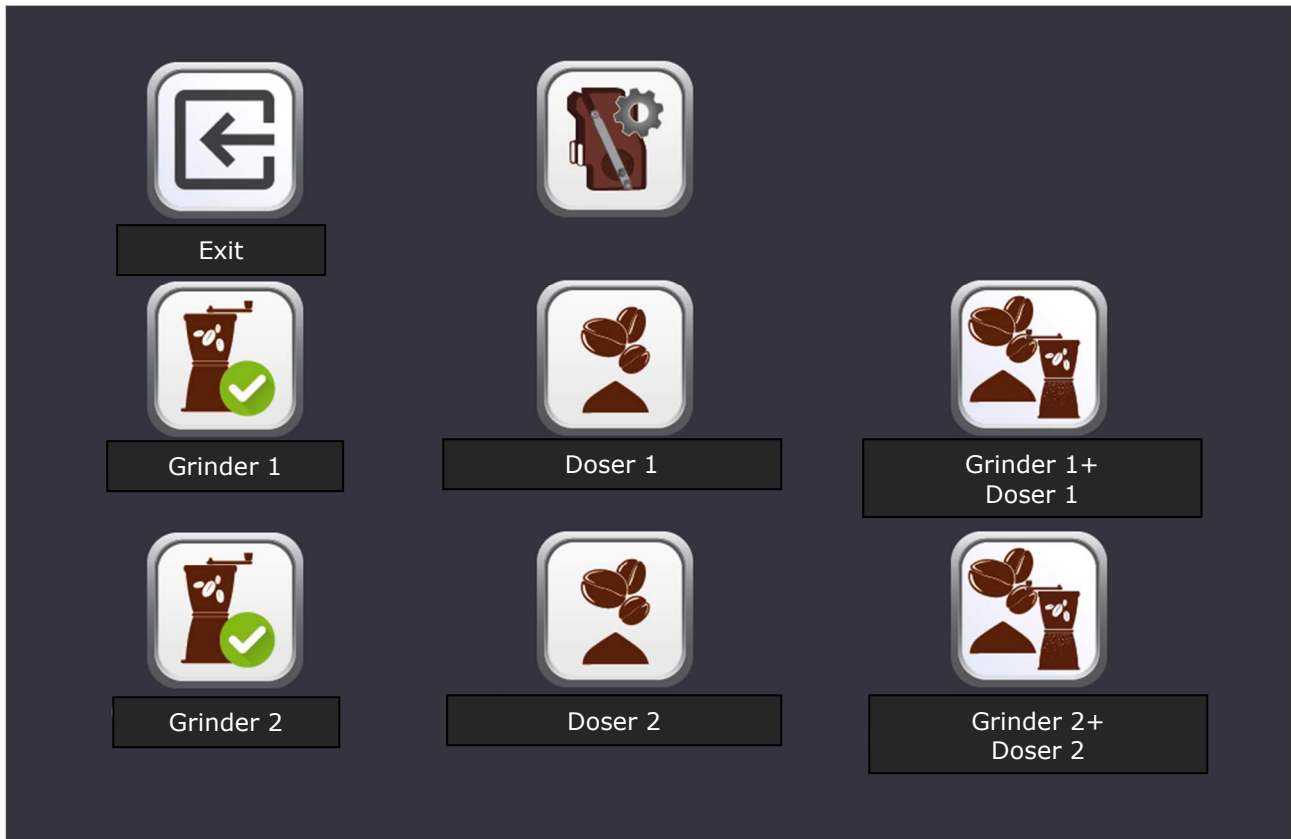 Exit
Grinder 1
Doser 1
Grinder 1+
Doser 1
Grinder 2
Doser 2
Grinder 2+
Doser 2